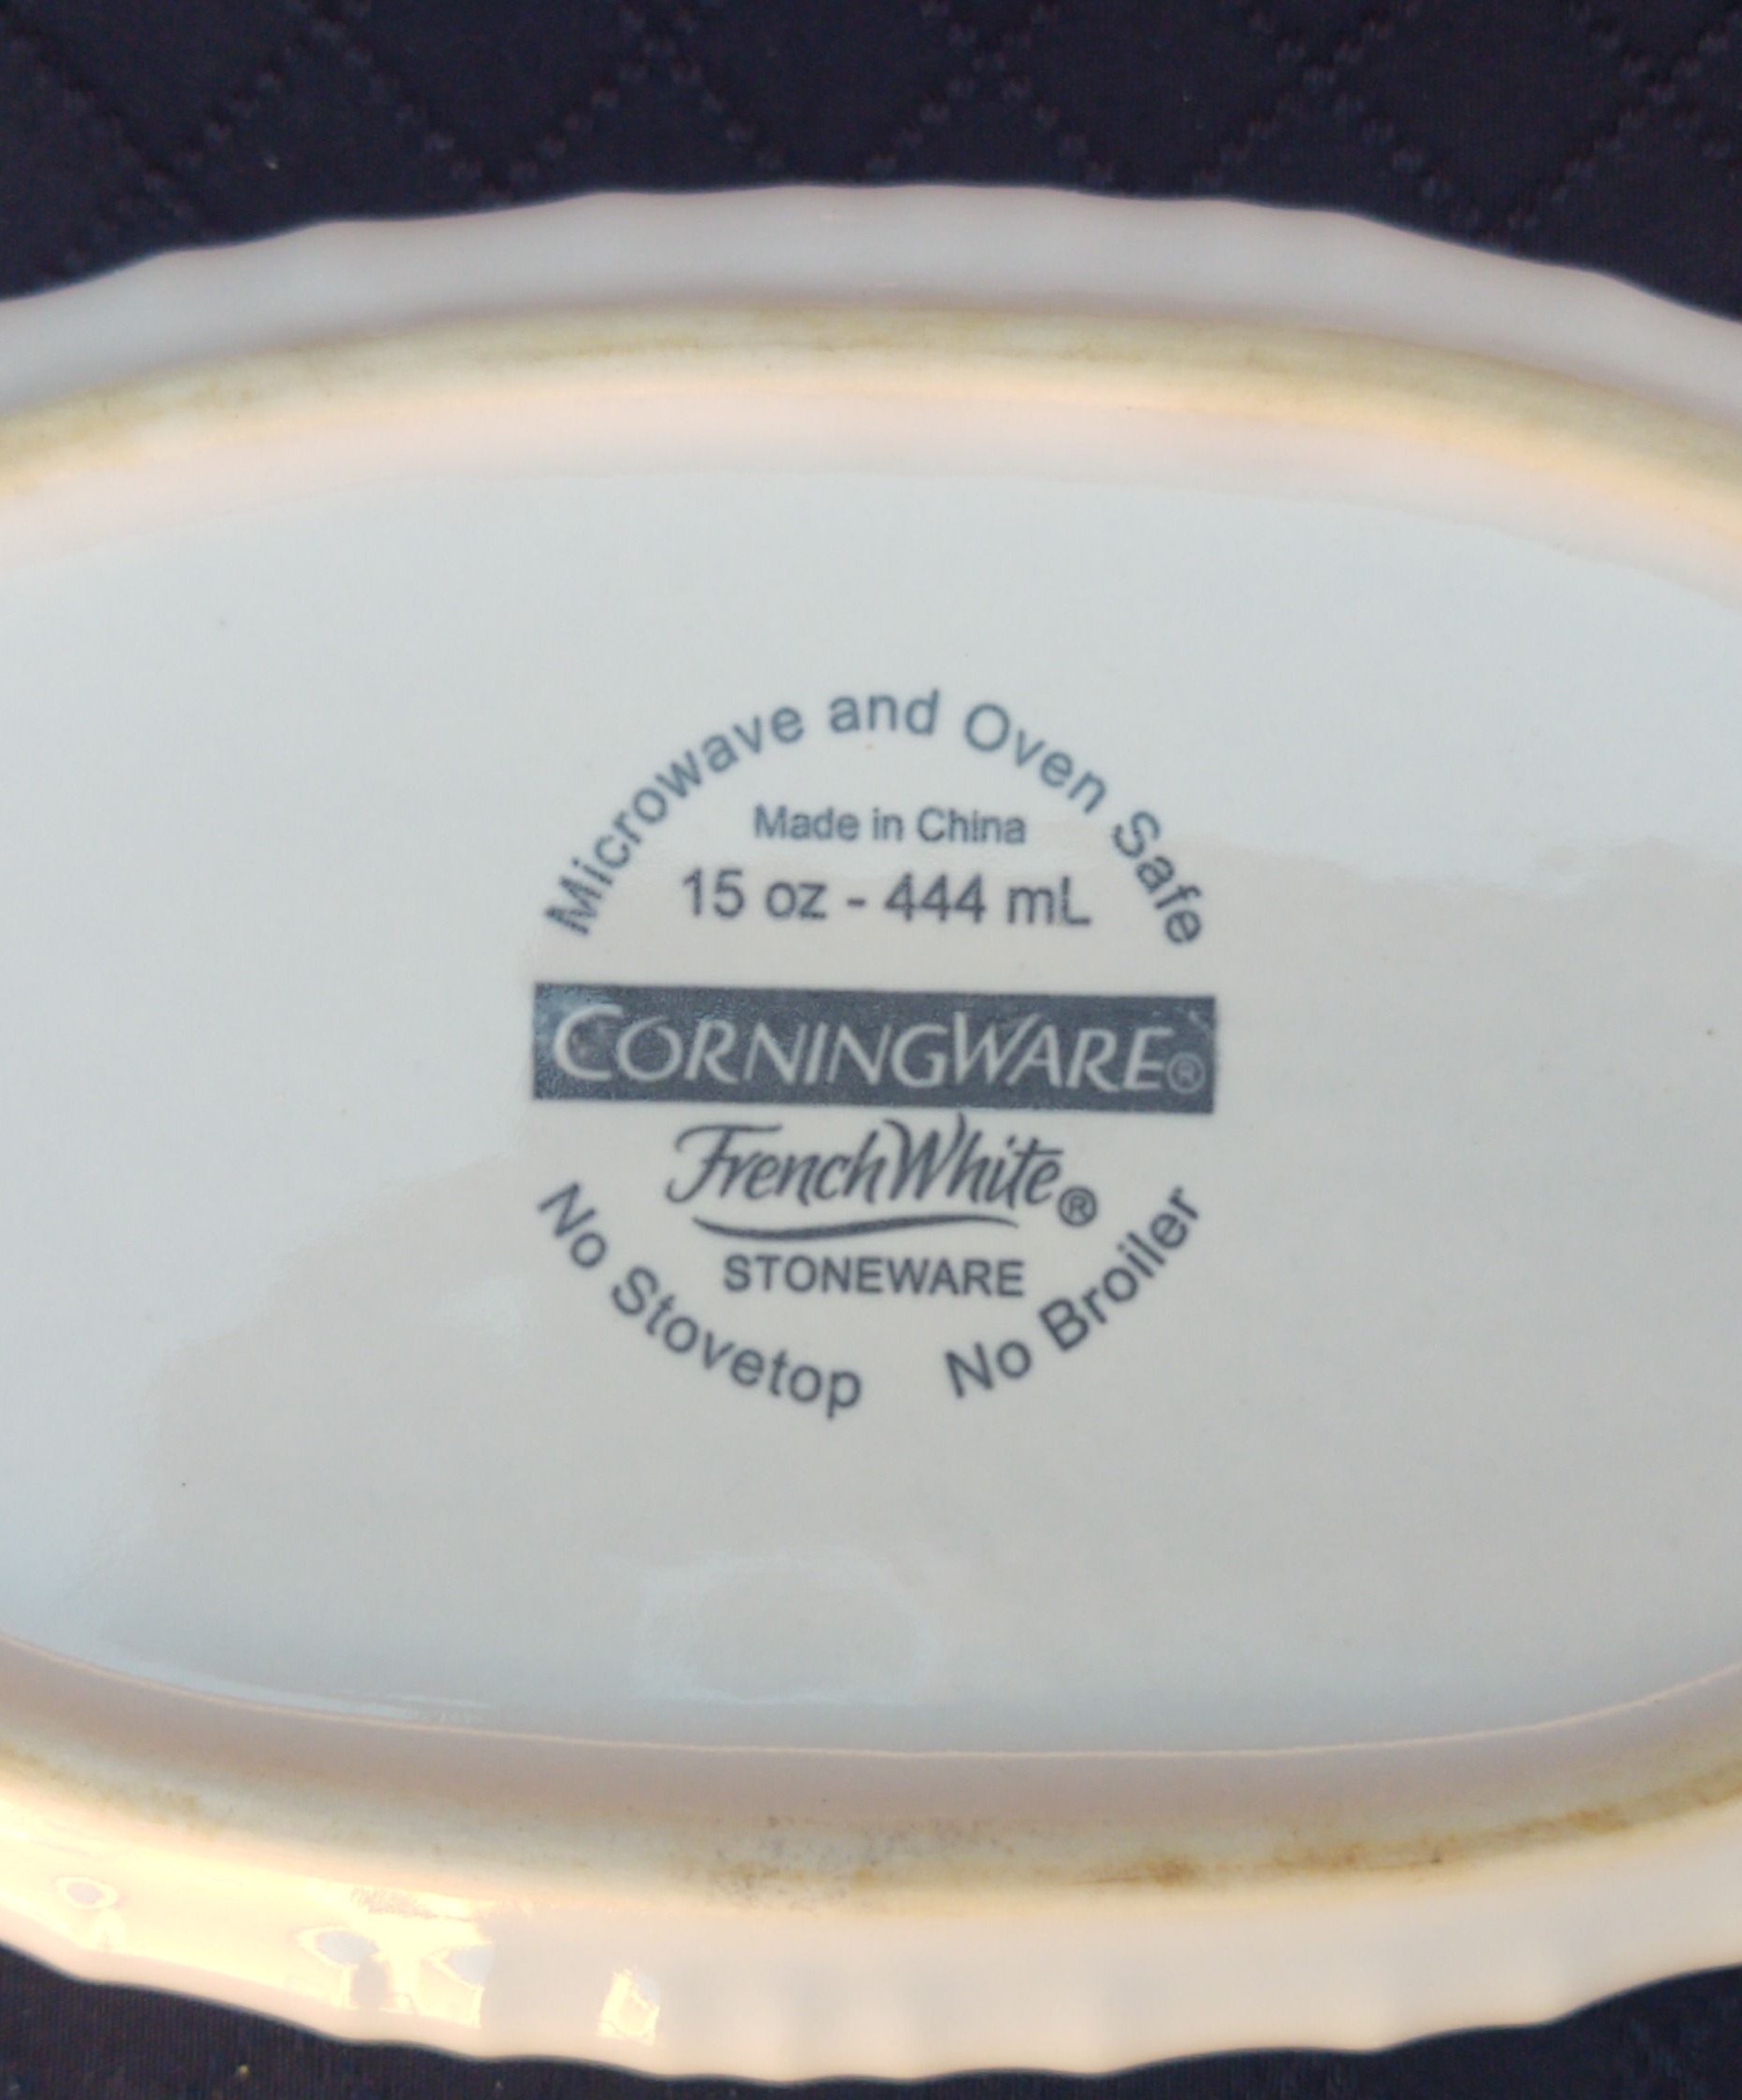 Microwave and Oven Safe
Made in China
15 oz - 444 mL
CORNINGWARE®
French White®
STONEWARE
No Stovetop No Broiler